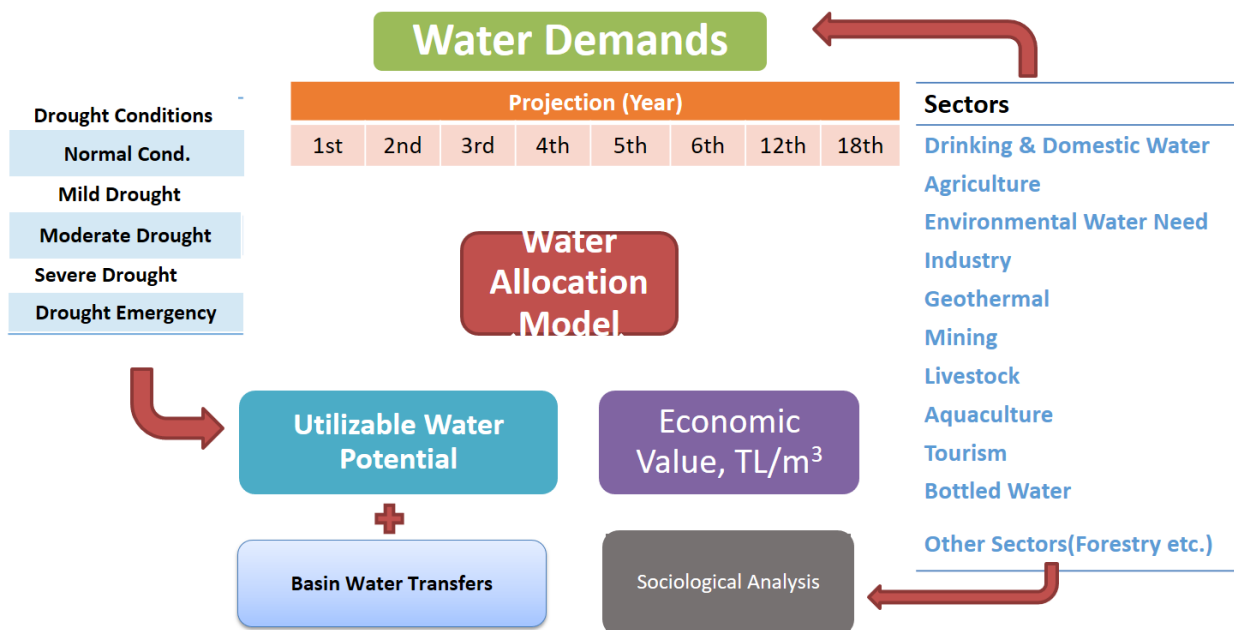 Water Demands
Projection (Year)
1st 2nd 3rd 4th 5th 6th 12th 18th
Drought Conditions
Normal Cond.
Mild Drought
Moderate Drought
Severe Drought
Drought Emergency
Sectors
Drinking & Domestic Water
Agriculture
Environmental Water Need
Industry
Geothermal
Mining
Livestock
Aquaculture
Tourism
Bottled Water
Other Sectors(Forestry etc.)
Water
Allocation
Model
Utilizable Water
Potential
Economic
Value, TL/m³
Basin Water Transfers
Sociological Analysis